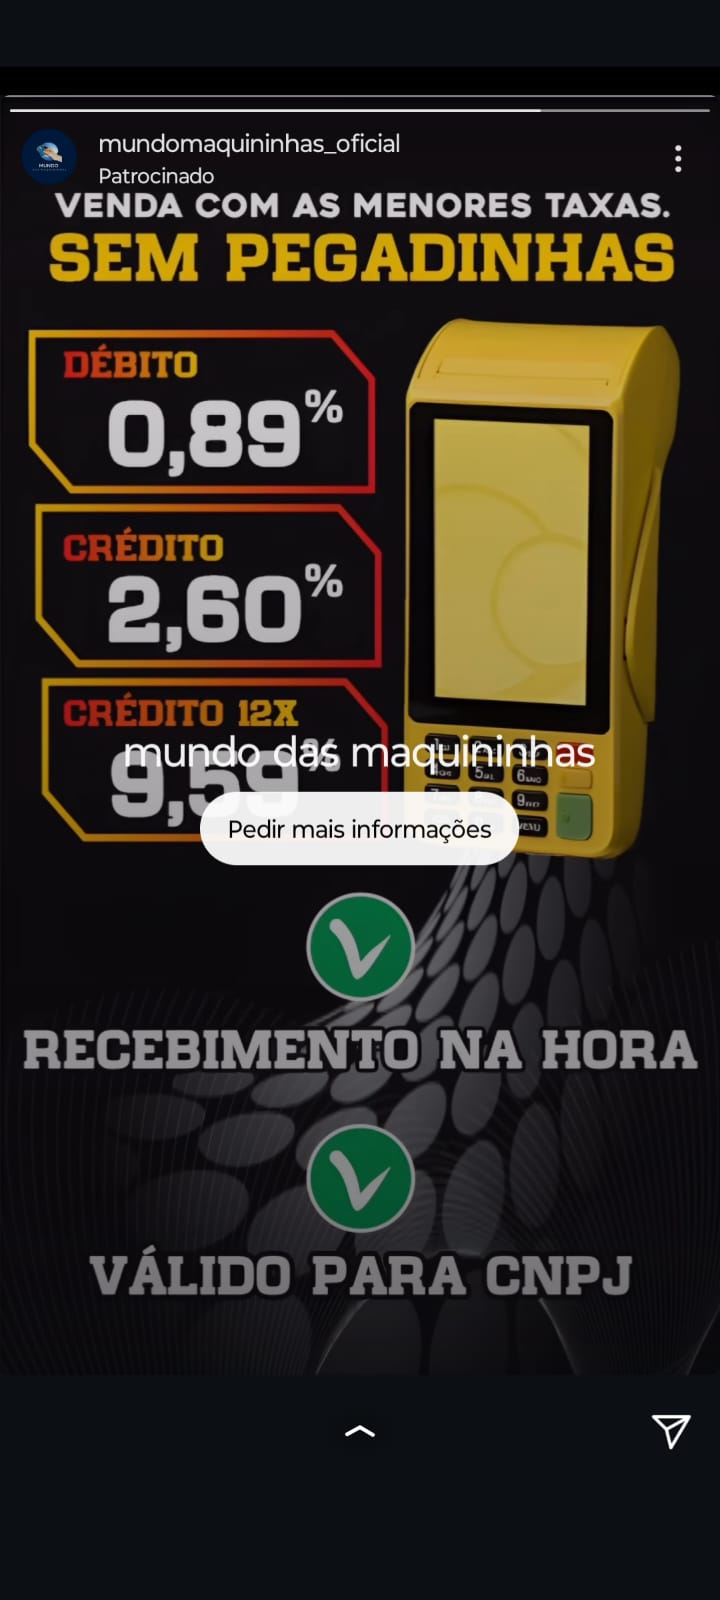 mundomaquininhas_oficial
Patrocinado
VENDA COM AS MENORES TAXAS.
SEM PEGADINHAS
DÉBITO
0,89%
CRÉDITO
2,60%
CRÉDITO 12X
9,59%
mundo das maquininhas
Pedir mais informações
RECEBIMENTO NA HORA
VÁLIDO PARA CNPJ